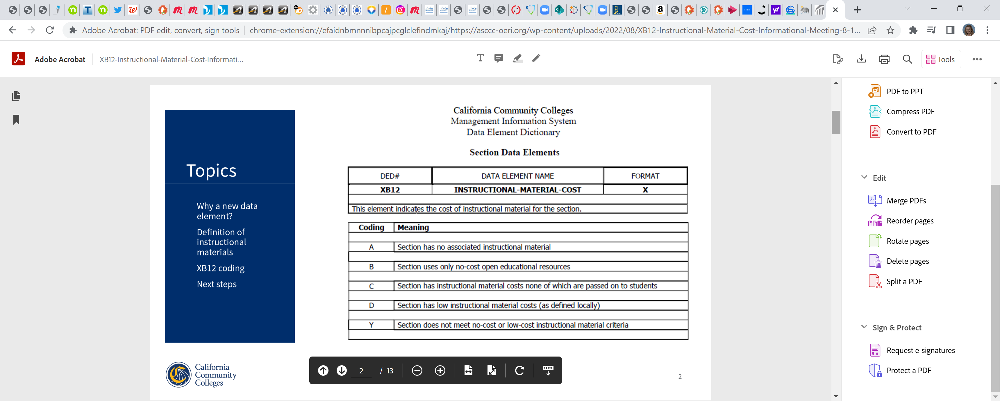 Adobe Acrobat: PDF edit, convert, sign tools | chrome-extension://efaidnbmnnnibpcajpcglclefindmkaj/https://asccc-oeri.org/wp-content/uploads/2022/08/XB12-Instructional-Material-Cost-Informational-Meeting-8-1...
Adobe Acrobat XB12-Instructional-Material-Cost-Informati...
Tools
Topics
Why a new data
element?
Definition of
instructional
materials
XB12 coding
Next steps
California
Community
Colleges
California Community Colleges
Management Information System
Data Element Dictionary
Section Data Elements
DED# DATA ELEMENT NAME FORMAT
XB12 INSTRUCTIONAL-MATERIAL-COST X
This element indicates the cost of instructional material for the section.
Coding Meaning
A Section has no associated instructional material
B Section uses only no-cost open educational resources
C Section has instructional material costs none of which are passed on to students
D Section has low instructional material costs (as defined locally)
Y Section does not meet no-cost or low-cost instructional material criteria
2 / 13
2
PDF to PPT
Compress PDF
Convert to PDF
Edit
Merge PDFs
Reorder pages
Rotate pages
Delete pages
Split a PDF
Sign & Protect
Request e-signatures
Protect a PDF